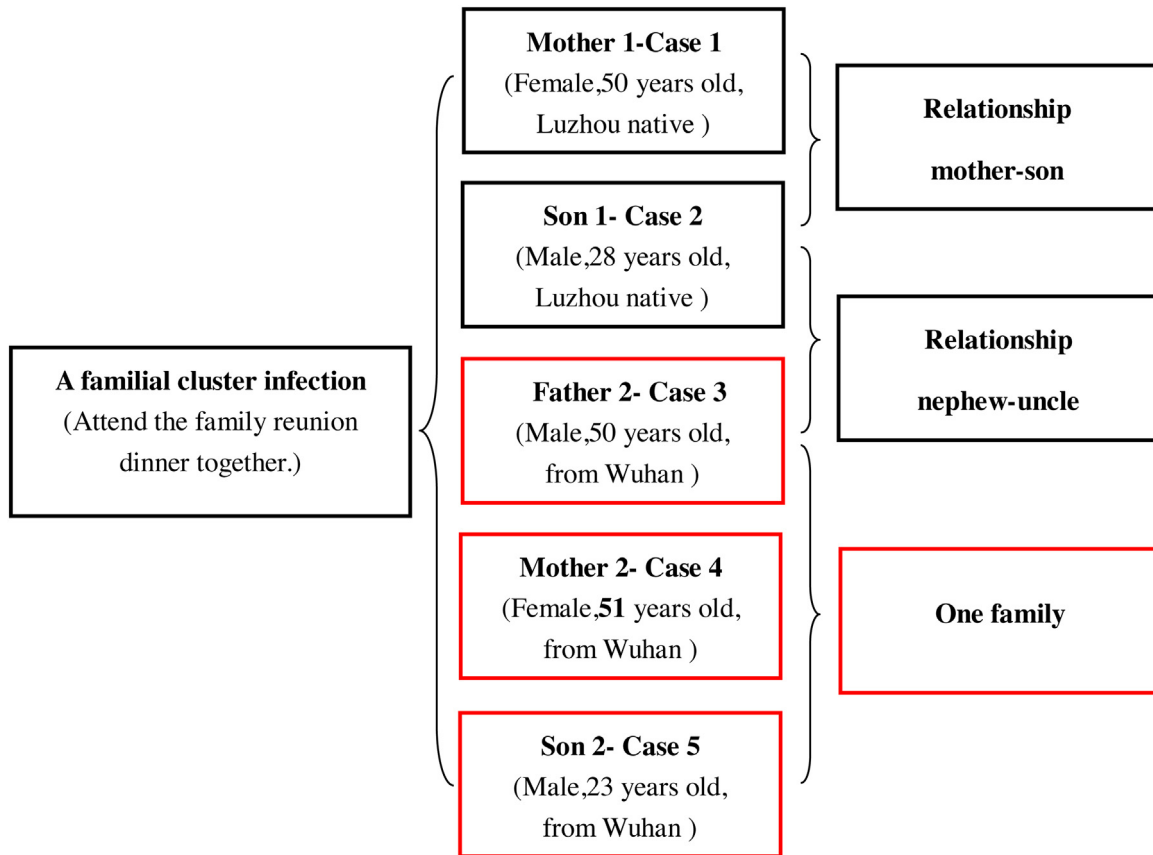 Mother 1-Case 1
(Female,50 years old,
Luzhou native )
Son 1- Case 2
(Male,28 years old,
Luzhou native )
A familial cluster infection
(Attend the family reunion
dinner together.)
Father 2- Case 3
(Male,50 years old,
from Wuhan )
Mother 2- Case 4
(Female,51 years old,
from Wuhan )
Son 2- Case 5
(Male,23 years old,
from Wuhan )
Relationship
mother-son
Relationship
nephew-uncle
One family